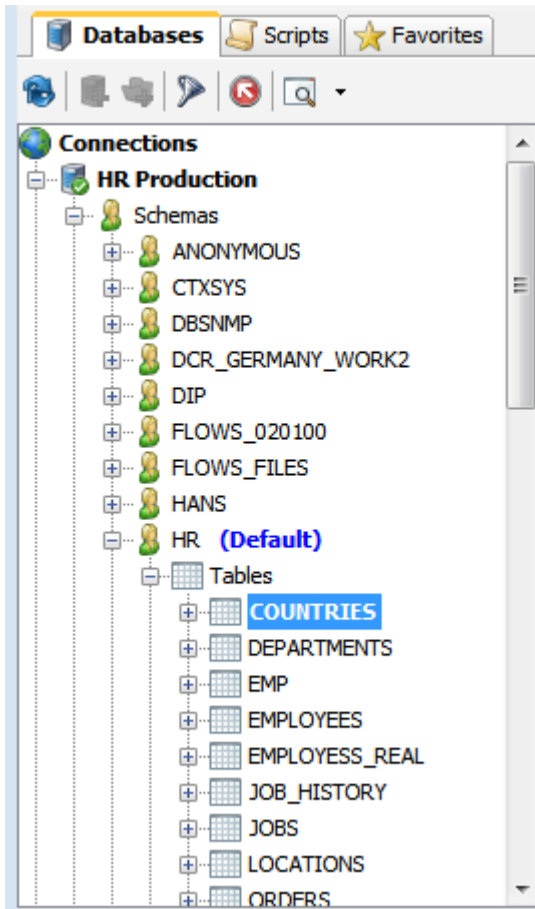 Databases Scripts Favorites
Connections
HR Production
Schemas
ANONYMOUS
CTXSYS
DBSNMP
DCR_GERMANY_WORK2
DIP
FLOWS_020100
FLOWS_FILES
HANS
HR (Default)
Tables
COUNTRIES
DEPARTMENTS
EMP
EMPLOYEES
EMPLOYESS_REAL
JOB_HISTORY
JOBS
LOCATIONS
ORDERS